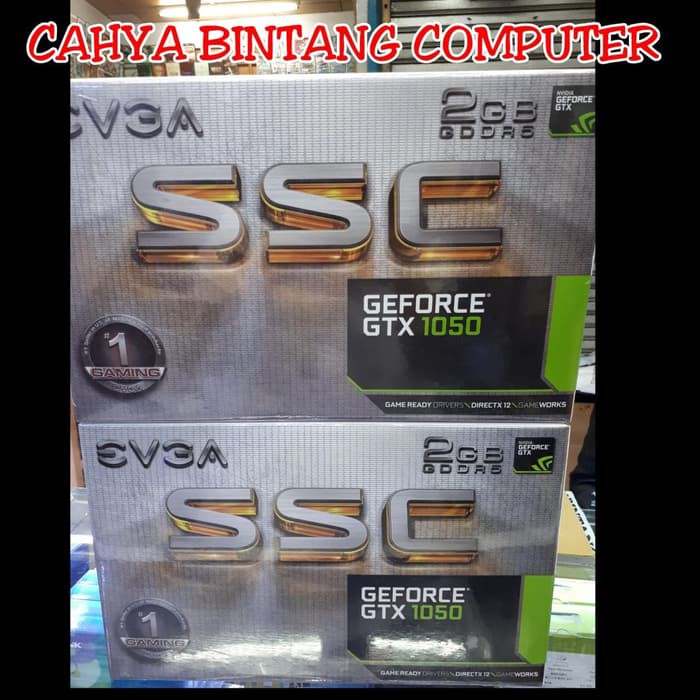 CAHYA BINTANG COMPUTER
EVGA
2GB
GDDR5
NVIDIA
GEFORCE
GTX
SSC
GEFORCE®
GTX 1050
#1
GAMING
GAME READY DRIVERS \ DIRECTX 12 \ GAMEWORKS
EVGA
2GB
GDDR5
NVIDIA
GEFORCE
GTX
SSC
GEFORCE®
GTX 1050
#1
GAMING
GAME READY DRIVERS \ DIRECTX 12 \ GAMEWORKS